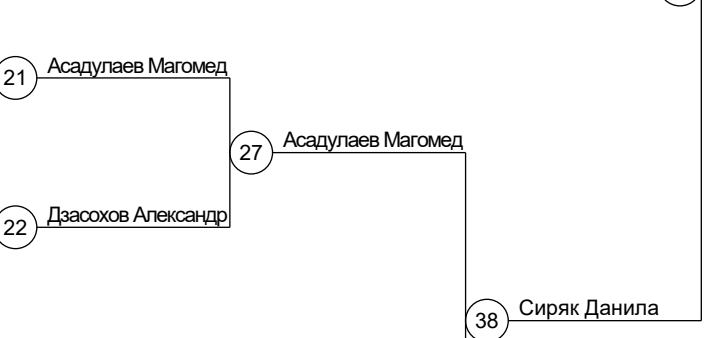 Асадулаев Магомед
21
Асадулаев Магомед
27
Дзасохов Александр
22
Сиряк Данила
38